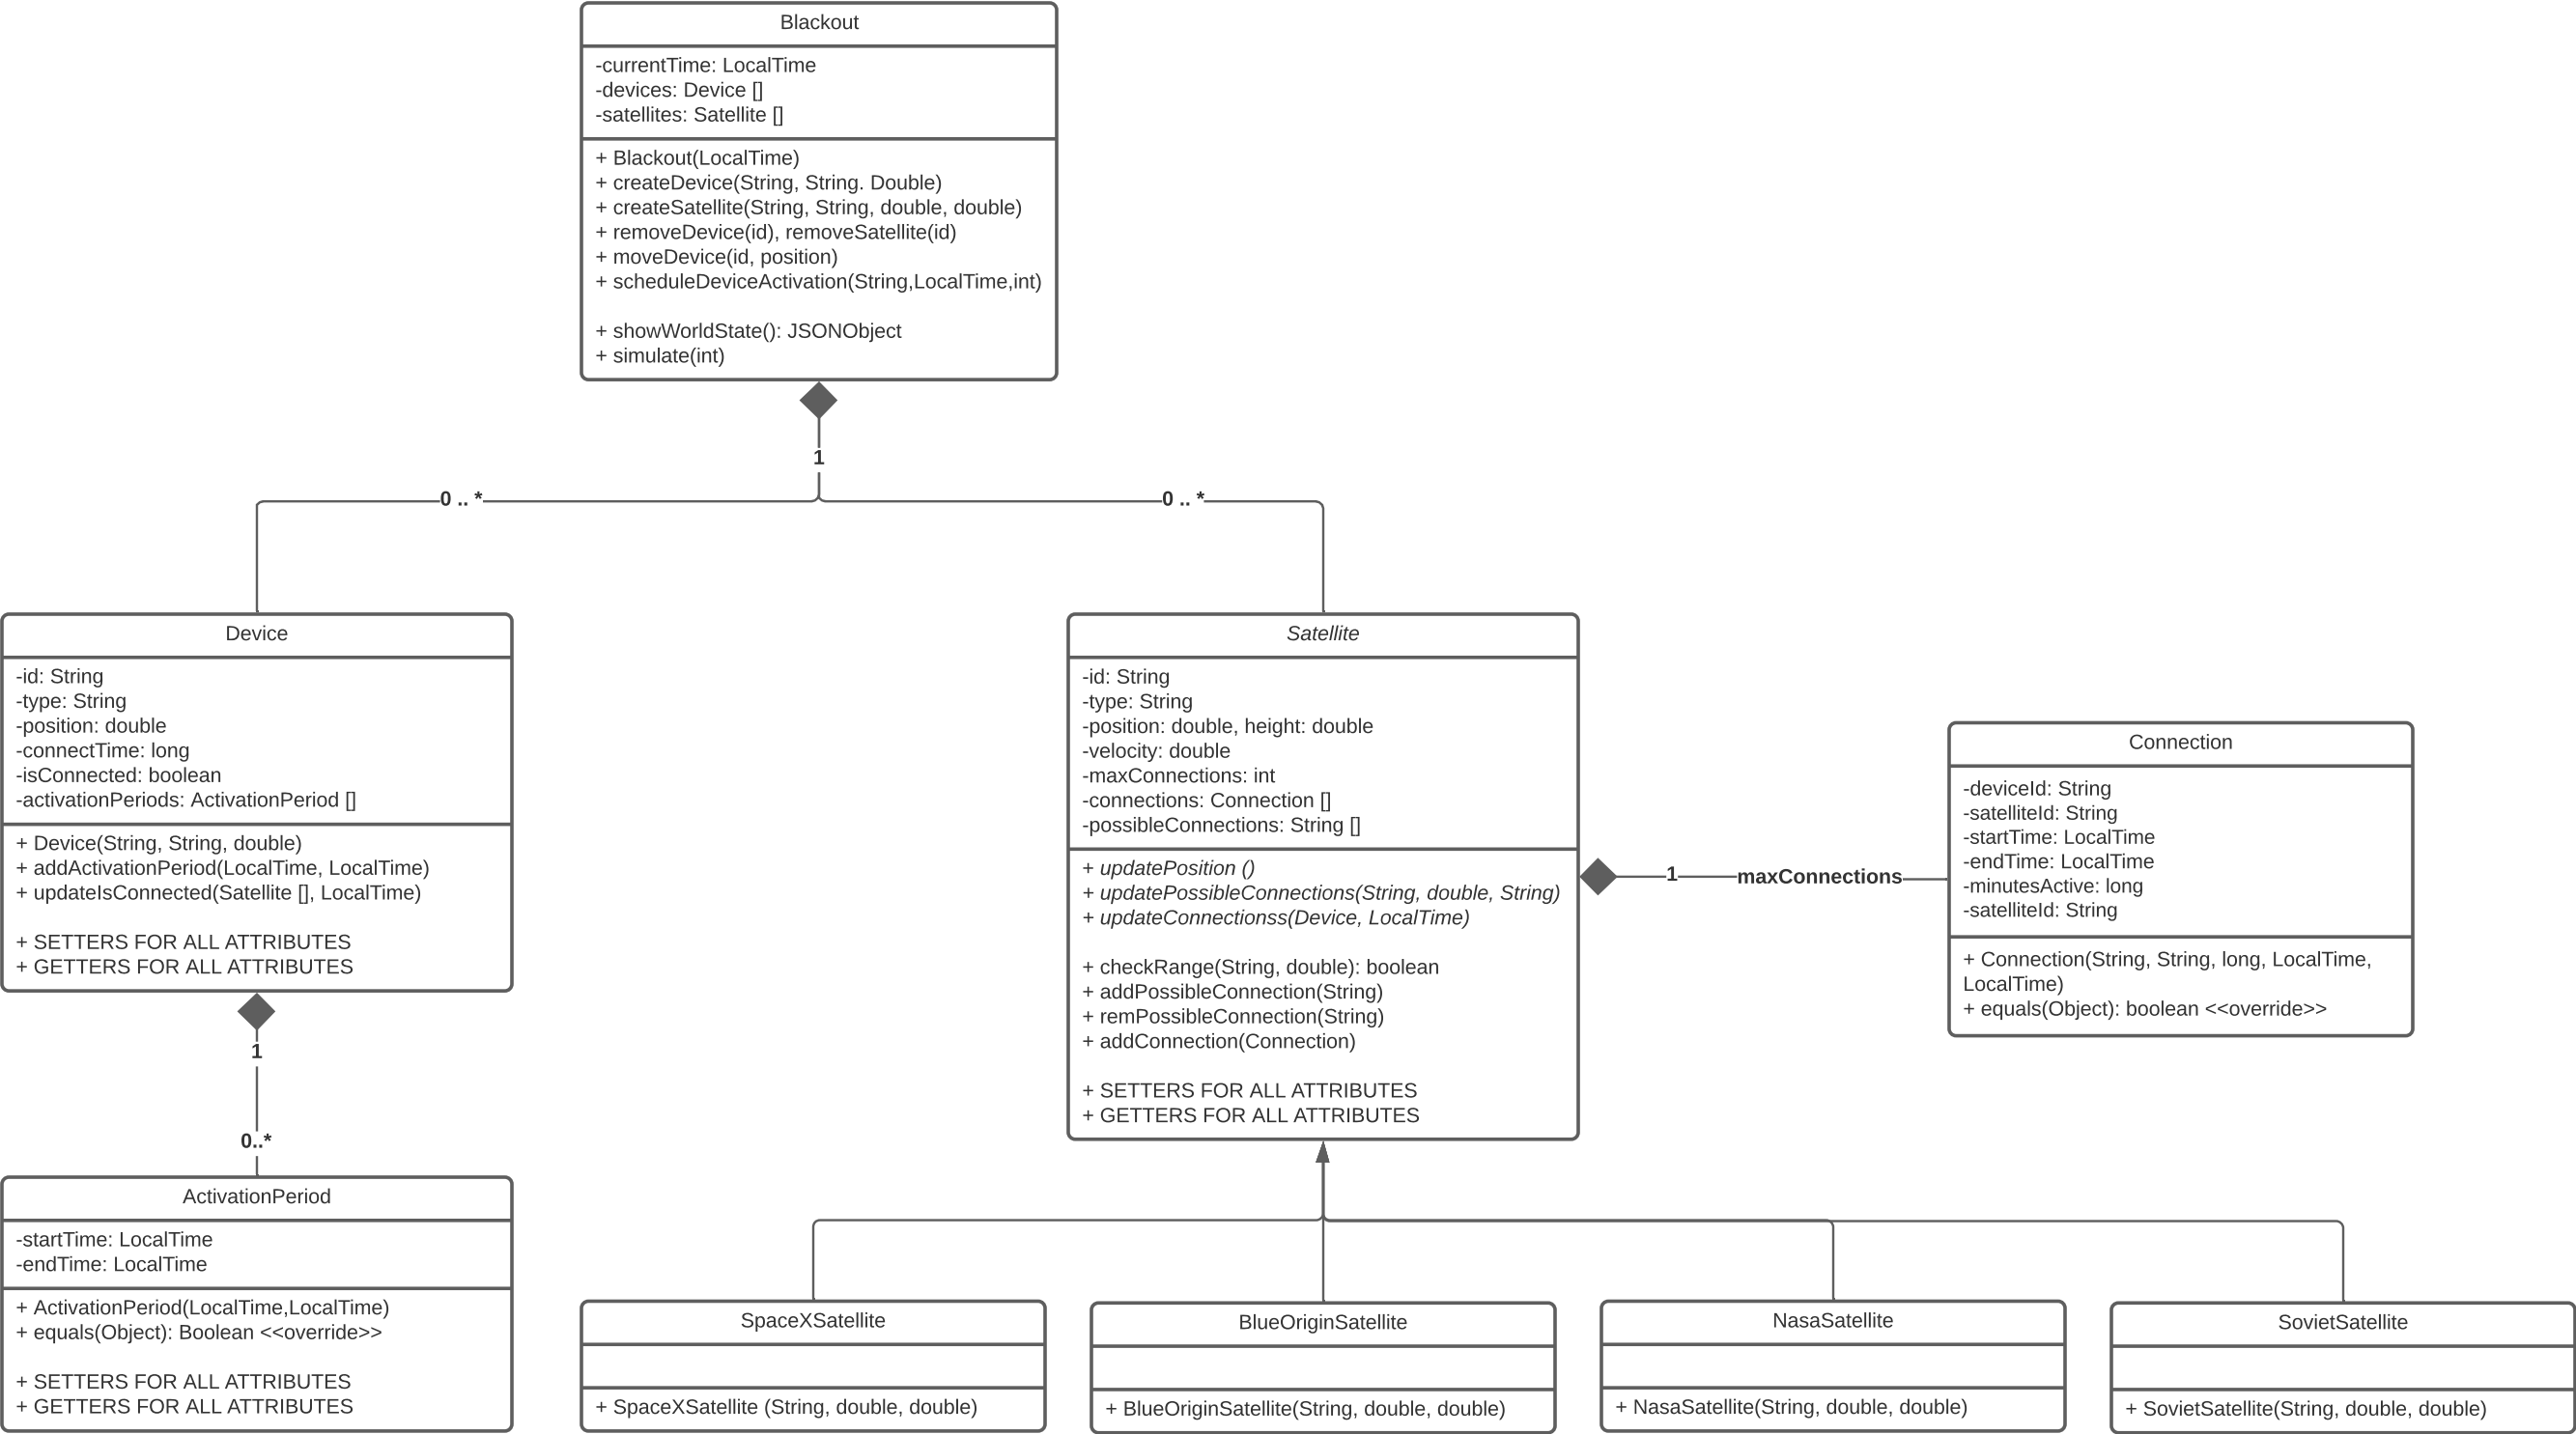 Blackout
-currentTime: LocalTime
-devices: Device []
-satellites: Satellite []
+ Blackout(LocalTime)
+ createDevice(String, String. Double)
+ createSatellite(String, String, double, double)
+ removeDevice(id), removeSatellite(id)
+ moveDevice(id, position)
+ scheduleDeviceActivation(String,LocalTime,int)
+ showWorldState(): JSONObject
+ simulate(int)
1
0 .. *
0 .. *
Device
-id: String
-type: String
-position: double
-connectTime: long
-isConnected: boolean
-activationPeriods: ActivationPeriod []
+ Device(String, String, double)
+ addActivationPeriod(LocalTime, LocalTime)
+ updateIsConnected(Satellite [], LocalTime)
+ SETTERS FOR ALL ATTRIBUTES
+ GETTERS FOR ALL ATTRIBUTES
Satellite
-id: String
-type: String
-position: double, height: double
-velocity: double
-maxConnections: int
-connections: Connection []
-possibleConnections: String []
+ updatePosition ()
+ updatePossibleConnections(String, double, String)
+ updateConnectionss(Device, LocalTime)
+ checkRange(String, double): boolean
+ addPossibleConnection(String)
+ remPossibleConnection(String)
+ addConnection(Connection)
+ SETTERS FOR ALL ATTRIBUTES
+ GETTERS FOR ALL ATTRIBUTES
1
maxConnections
Connection
-deviceId: String
-satelliteId: String
-startTime: LocalTime
-endTime: LocalTime
-minutesActive: long
-satelliteId: String
+ Connection(String, String, long, LocalTime,
LocalTime)
+ equals(Object): boolean <<override>>
1
0..*
ActivationPeriod
-startTime: LocalTime
-endTime: LocalTime
+ ActivationPeriod(LocalTime,LocalTime)
+ equals(Object): Boolean <<override>>
+ SETTERS FOR ALL ATTRIBUTES
+ GETTERS FOR ALL ATTRIBUTES
SpaceXSatellite
+ SpaceXSatellite (String, double, double)
BlueOriginSatellite
+ BlueOriginSatellite(String, double, double)
NasaSatellite
+ NasaSatellite(String, double, double)
SovietSatellite
+ SovietSatellite(String, double, double)